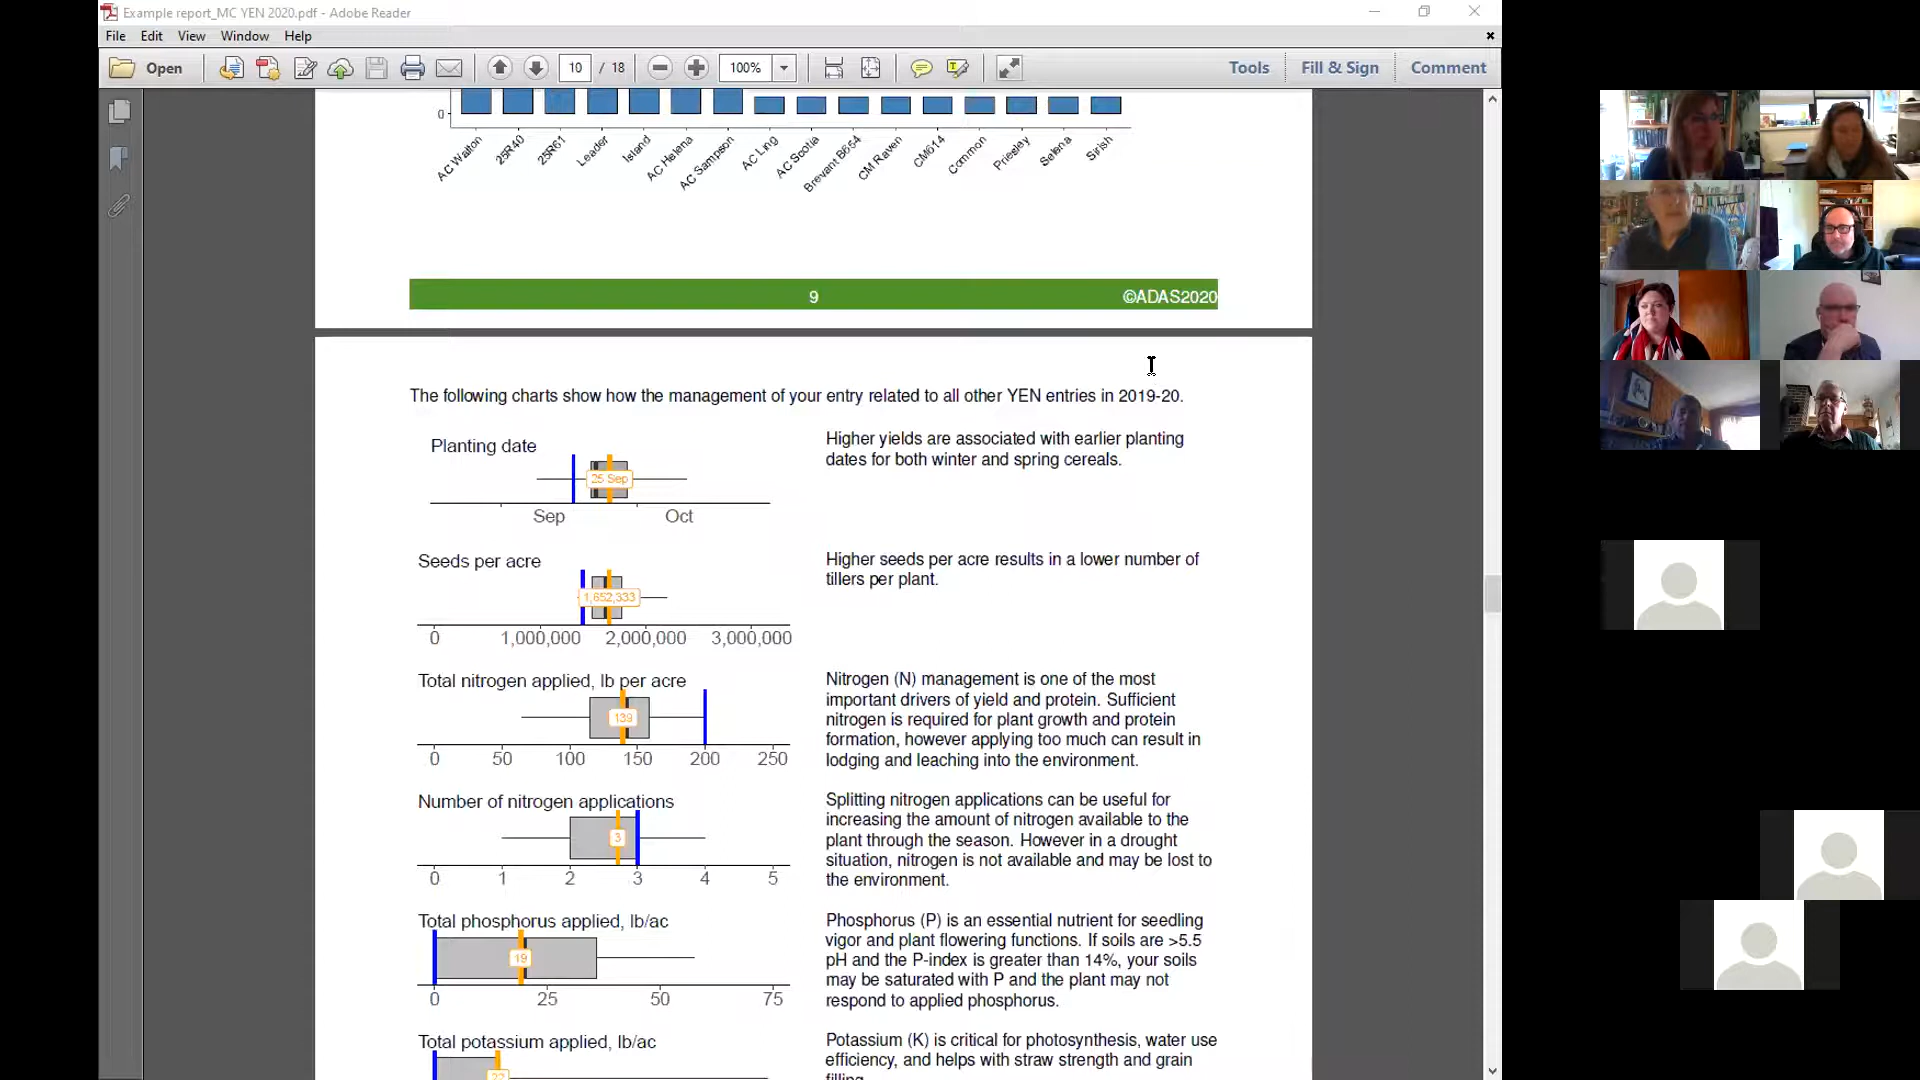 Example report_MC YEN 2020.pdf - Adobe Reader
File Edit View Window Help
Open 10 / 18 100% Tools Fill & Sign Comment
0
AC Walton 25R40 25R61 Leader Island AC Helena AC Sampson AC Ling AC Scotia Brevant B654 CM Raven CM614 Common Priestley Selena Sirish
9 ©ADAS2020
The following charts show how the management of your entry related to all other YEN entries in 2019-20.
Planting date
25 Sep
Sep Oct
Higher yields are associated with earlier planting
dates for both winter and spring cereals.
Seeds per acre
1,652,333
0 1,000,000 2,000,000 3,000,000
Higher seeds per acre results in a lower number of
tillers per plant.
Total nitrogen applied, lb per acre
139
0 50 100 150 200 250
Nitrogen (N) management is one of the most
important drivers of yield and protein. Sufficient
nitrogen is required for plant growth and protein
formation, however applying too much can result in
lodging and leaching into the environment.
Number of nitrogen applications
3
0 1 2 3 4 5
Splitting nitrogen applications can be useful for
increasing the amount of nitrogen available to the
plant through the season. However in a drought
situation, nitrogen is not available and may be lost to
the environment.
Total phosphorus applied, lb/ac
19
0 25 50 75
Phosphorus (P) is an essential nutrient for seedling
vigor and plant flowering functions. If soils are >5.5
pH and the P-index is greater than 14%, your soils
may be saturated with P and the plant may not
respond to applied phosphorus.
Total potassium applied, lb/ac
22
Potassium (K) is critical for photosynthesis, water use
efficiency, and helps with straw strength and grain
filling